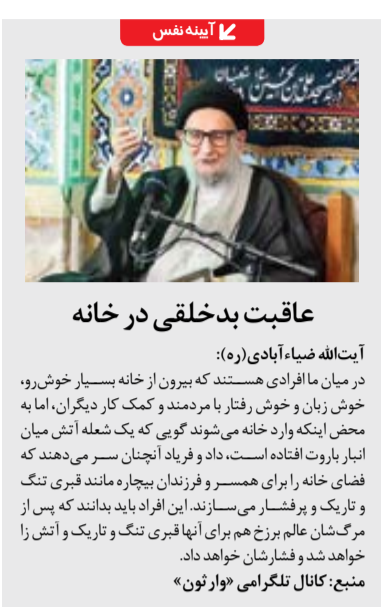 آیینه نفس
عاقبت بدخلقی در خانه
آیت‌الله ضیاءآبادی(ره):
در میان ما افرادی هستند که بیرون از خانه بسیار خوش‌رو،
خوش زبان و خوش رفتار با مردمند و کمک کار دیگران، اما به
محض اینکه وارد خانه می‌شوند گویی که یک شعله آتش میان
انبار باروت افتاده است، داد و فریاد آنچنان سر می‌دهند که
فضای خانه را برای همسر و فرزندان بیچاره مانند قبری تنگ
و تاریک و پرفشار می‌سازند. این افراد باید بدانند که پس از
مرگ‌شان عالم برزخ هم برای آنها قبری تنگ و تاریک و آتش زا
خواهد شد و فشارشان خواهد داد.
منبع: کانال تلگرامی «وارثون»